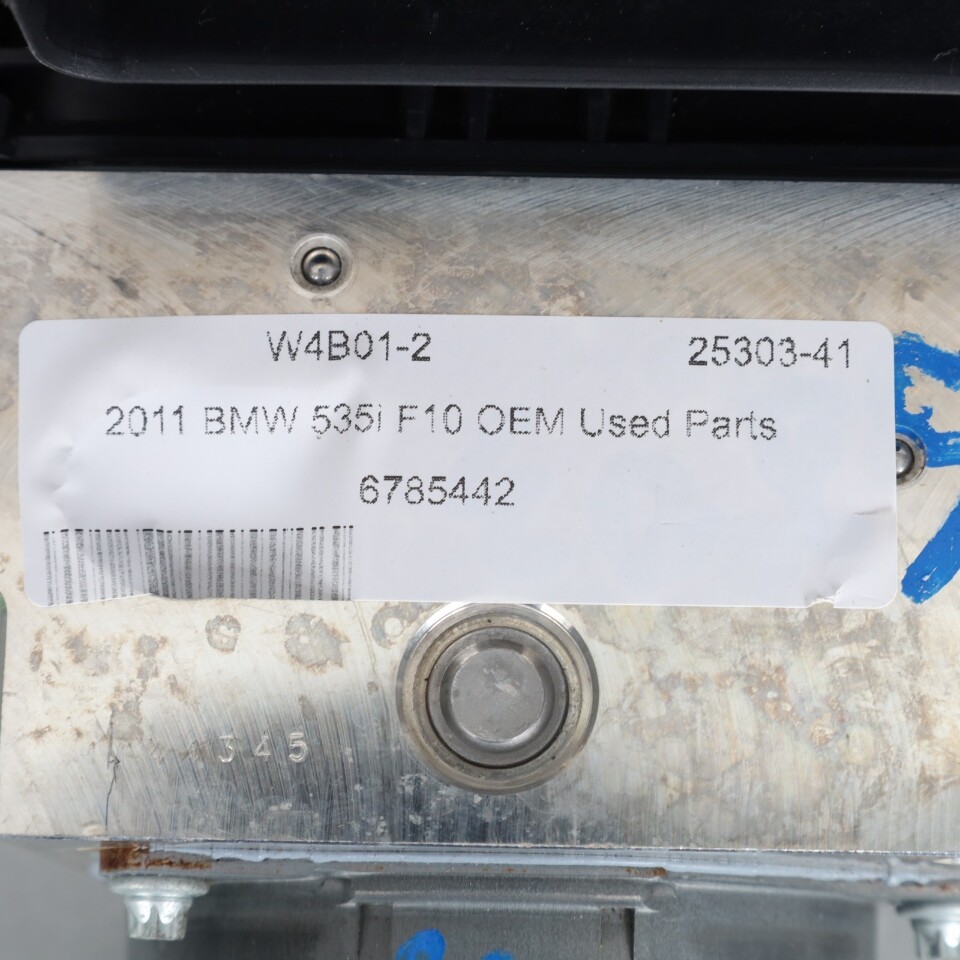 W4B01-2 25303-41
2011 BMW 535i F10 OEM Used Parts
6785442
345